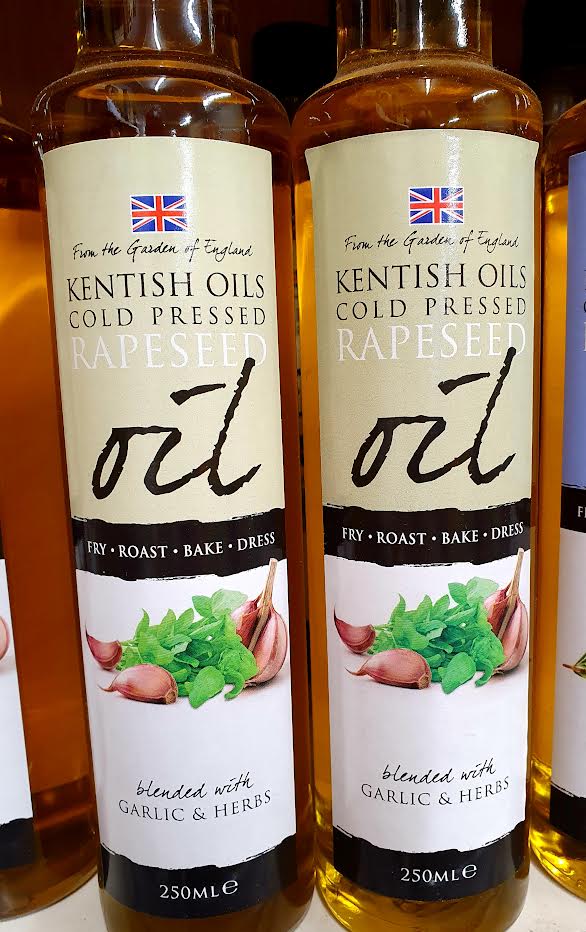 From the Garden of England
KENTISH OILS
COLD PRESSED
RAPESEED
oil
FRY • ROAST • BAKE • DRESS
blended with
GARLIC & HERBS
250ML℮
From the Garden of England
KENTISH OILS
COLD PRESSED
RAPESEED
oil
FRY • ROAST • BAKE • DRESS
blended with
GARLIC & HERBS
250ML℮